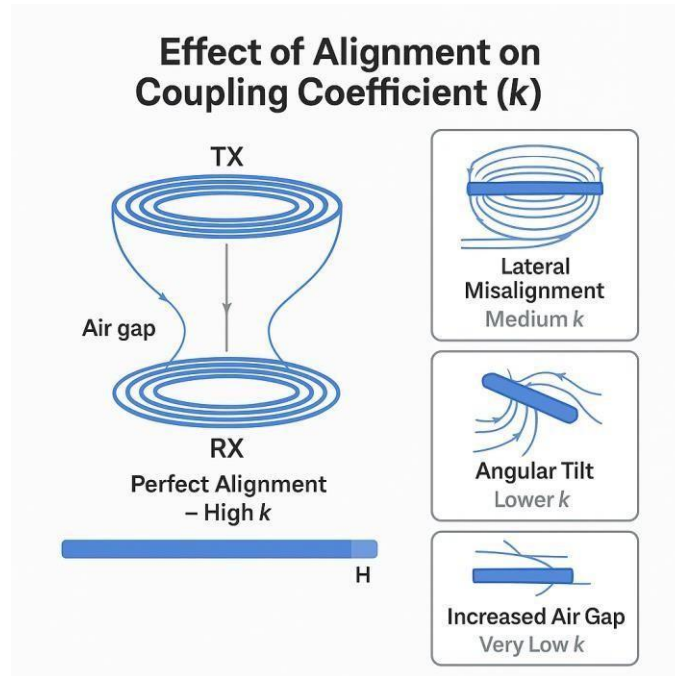 Effect of Alignment on
Coupling Coefficient (k)
TX
Air gap
RX
Perfect Alignment
– High k
H
Lateral
Misalignment
Medium k
Angular Tilt
Lower k
Increased Air Gap
Very Low k